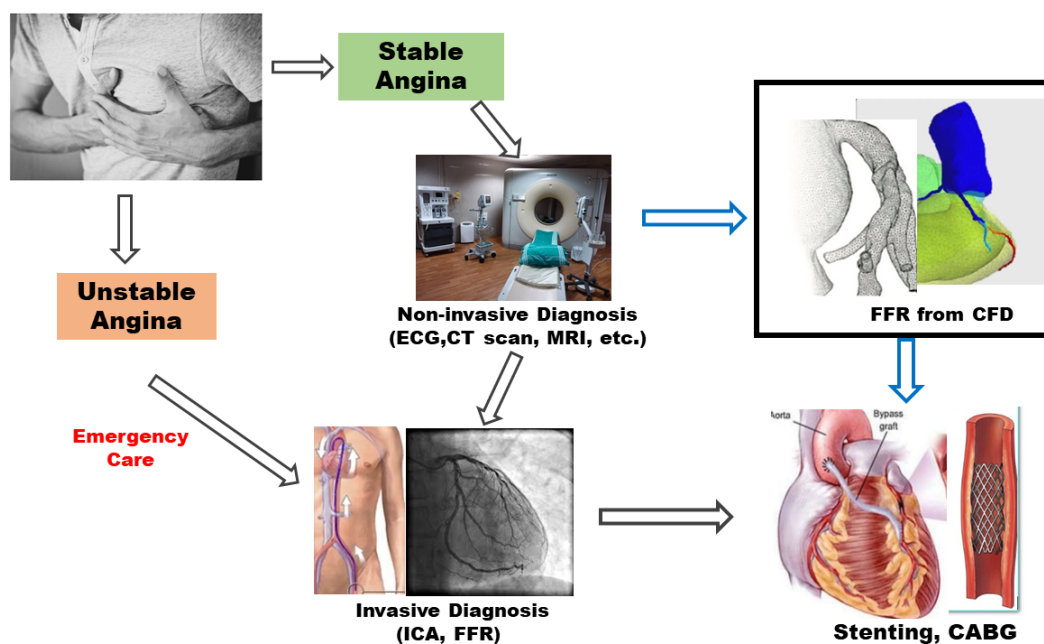 Stable
Angina
Unstable
Angina
Non-invasive Diagnosis
(ECG,CT scan, MRI, etc.)
FFR from CFD
Emergency
Care
Aorta
Bypass
graft
Invasive Diagnosis
(ICA, FFR)
Stenting, CABG